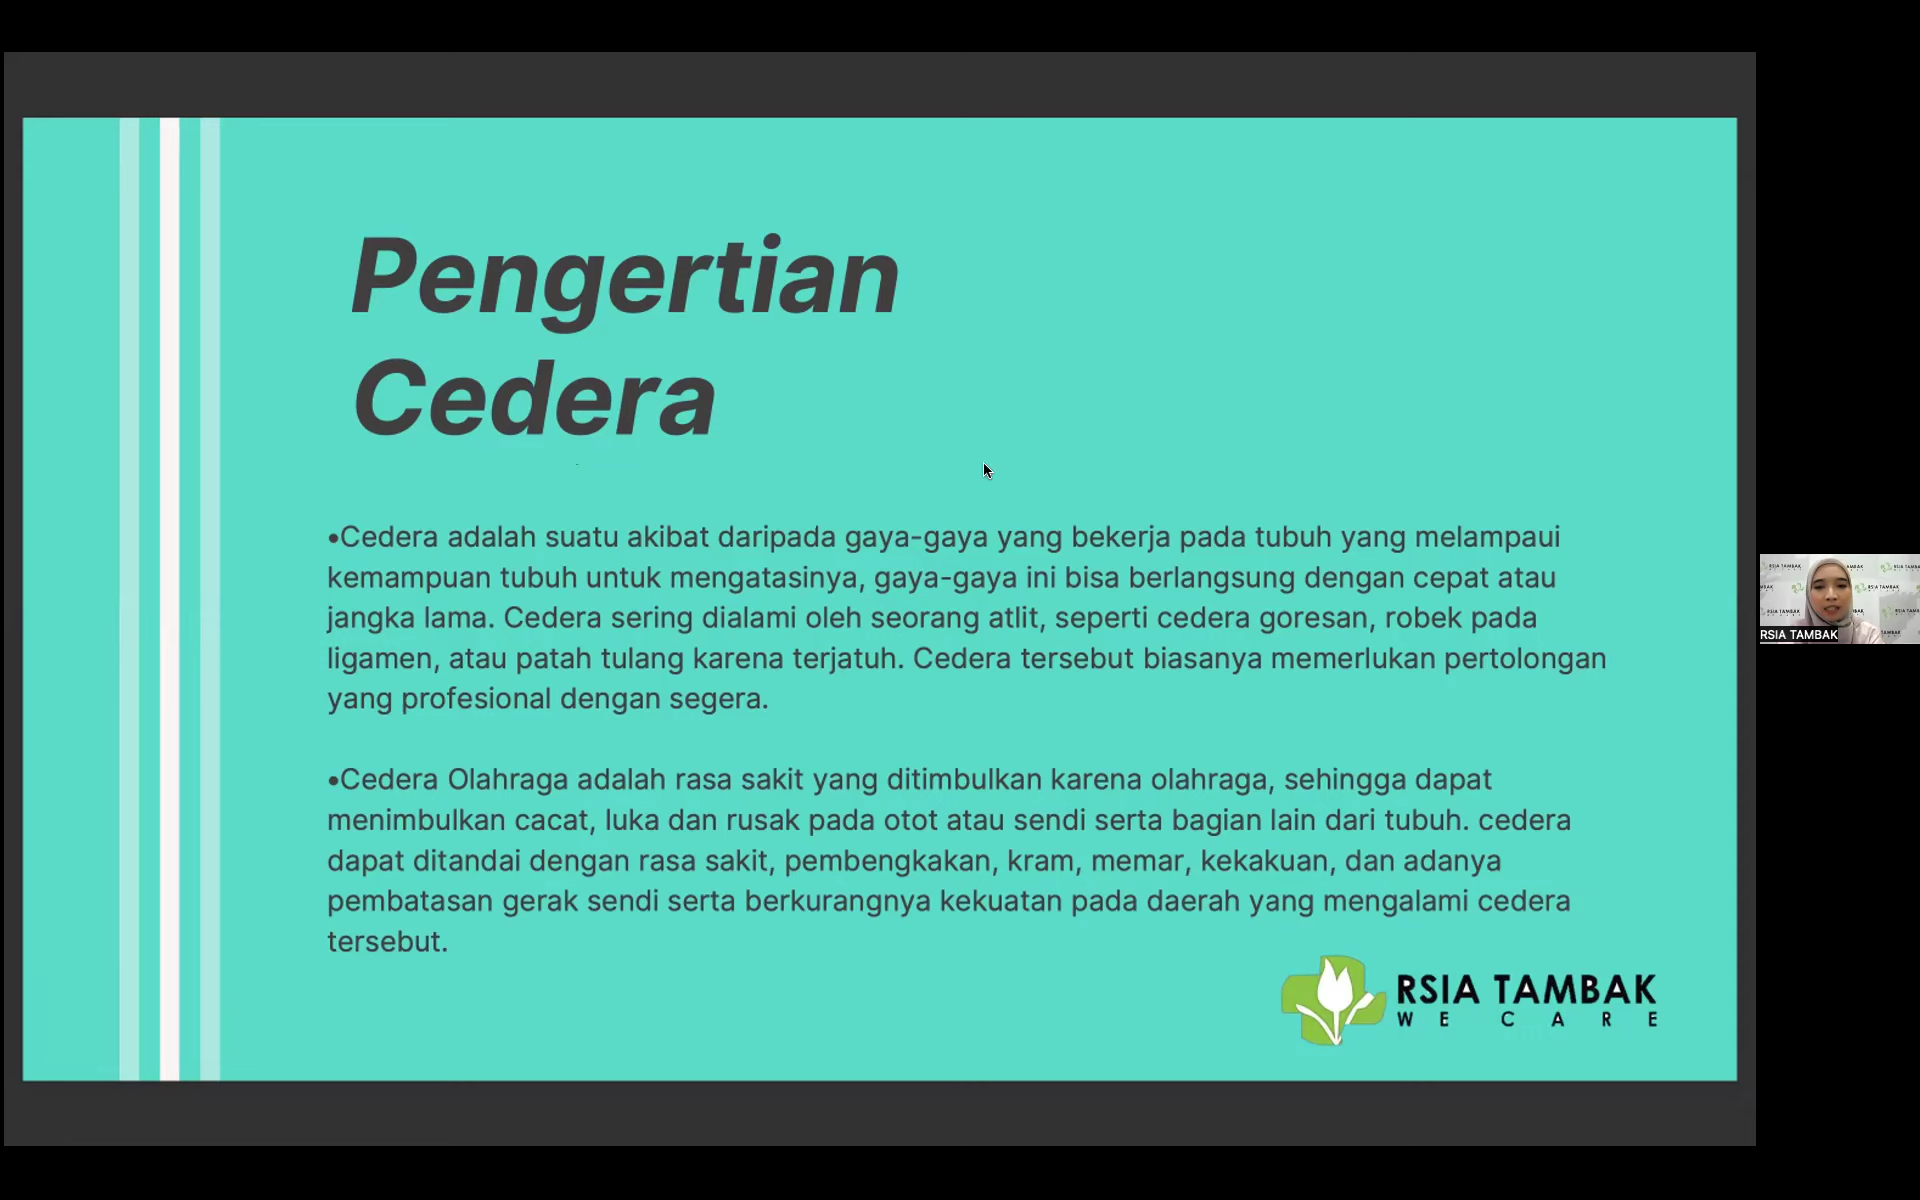 Pengertian
Cedera
•Cedera adalah suatu akibat daripada gaya-gaya yang bekerja pada tubuh yang melampaui
kemampuan tubuh untuk mengatasinya, gaya-gaya ini bisa berlangsung dengan cepat atau
jangka lama. Cedera sering dialami oleh seorang atlit, seperti cedera goresan, robek pada
ligamen, atau patah tulang karena terjatuh. Cedera tersebut biasanya memerlukan pertolongan
yang profesional dengan segera.
•Cedera Olahraga adalah rasa sakit yang ditimbulkan karena olahraga, sehingga dapat
menimbulkan cacat, luka dan rusak pada otot atau sendi serta bagian lain dari tubuh. cedera
dapat ditandai dengan rasa sakit, pembengkakan, kram, memar, kekakuan, dan adanya
pembatasan gerak sendi serta berkurangnya kekuatan pada daerah yang mengalami cedera
tersebut.
RSIA TAMBAK
WE CARE
RSIA TAMBAK